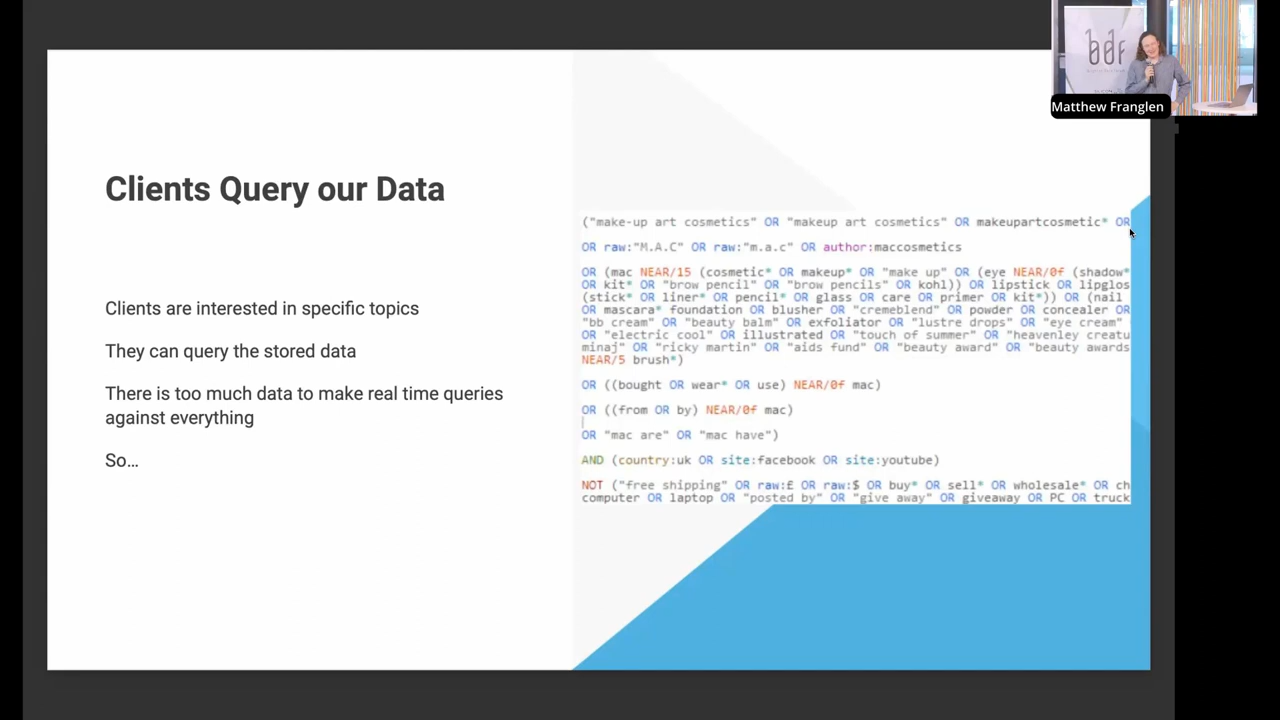 bdf
Matthew Franglen
Clients Query our Data
Clients are interested in specific topics
They can query the stored data
There is too much data to make real time queries
against everything
So…
("make-up art cosmetics" OR "makeup art cosmetics" OR makeupartcosmetic* OR
OR raw:"M.A.C" OR raw:"m.a.c" OR author:maccosmetics
OR (mac NEAR/15 (cosmetic* OR makeup* OR "make up" OR (eye NEAR/0f (shadow*
OR kit* OR "brow pencil" OR "brow pencils" OR kohl)) OR lipstick OR lipglos
(stick* OR liner* OR pencil* OR glass OR care OR primer OR kit*)) OR (nail
OR mascara* foundation OR blusher OR "cremeblend" OR powder OR concealer OR
"bb cream" OR "beauty balm" OR exfoliator OR "lustre drops" OR "eye cream"
OR "electric cool" OR illustrated OR "touch of summer" OR "heavenley creatu
minaj" OR "ricky martin" OR "aids fund" OR "beauty award" OR "beauty awards
NEAR/5 brush*)
OR ((bought OR wear* OR use) NEAR/0f mac)
OR ((from OR by) NEAR/0f mac)
OR "mac are" OR "mac have")
AND (country:uk OR site:facebook OR site:youtube)
NOT ("free shipping" OR raw:£ OR raw:$ OR buy* OR sell* OR wholesale* OR ch
computer OR laptop OR "posted by" OR "give away" OR giveaway OR PC OR truck